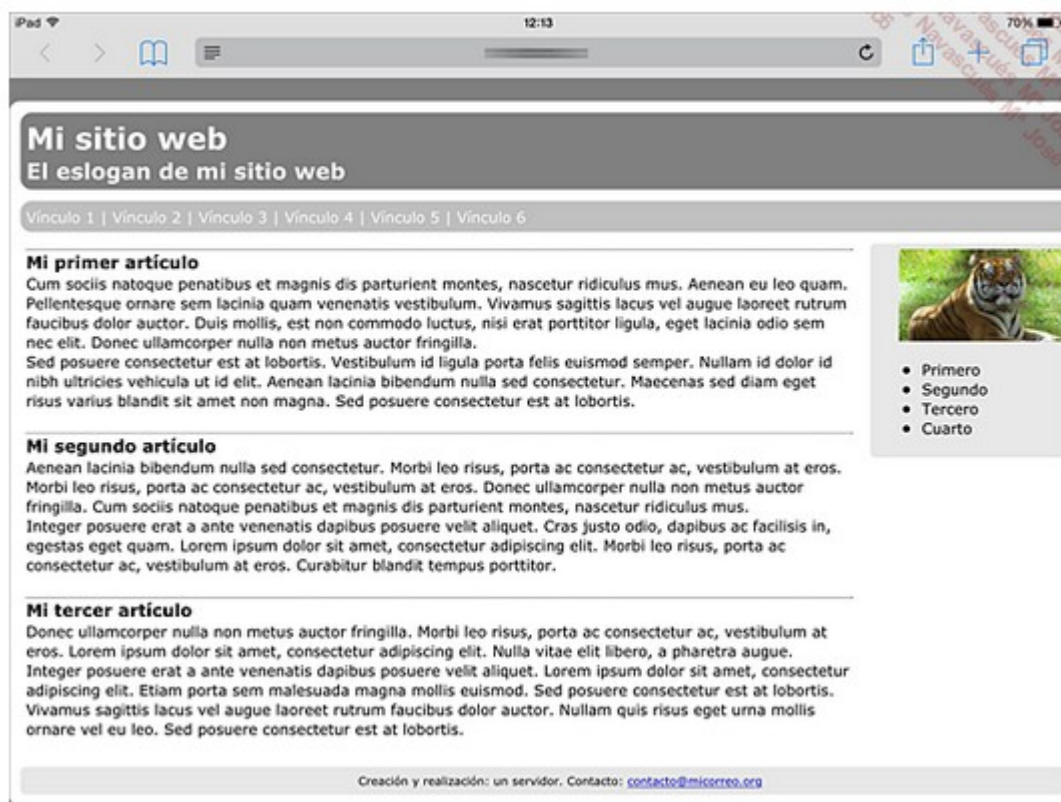 iPad
12:13
70%
Mi sitio web
El eslogan de mi sitio web
Vínculo 1 | Vínculo 2 | Vínculo 3 | Vínculo 4 | Vínculo 5 | Vínculo 6
Mi primer artículo
Cum sociis natoque penatibus et magnis dis parturient montes, nascetur ridiculus mus. Aenean eu leo quam.
Pellentesque ornare sem lacinia quam venenatis vestibulum. Vivamus sagittis lacus vel augue laoreet rutrum
faucibus dolor auctor. Duis mollis, est non commodo luctus, nisi erat porttitor ligula, eget lacinia odio sem
nec elit. Donec ullamcorper nulla non metus auctor fringilla.
Sed posuere consectetur est at lobortis. Vestibulum id ligula porta felis euismod semper. Nullam id dolor id
nibh ultricies vehicula ut id elit. Aenean lacinia bibendum nulla sed consectetur. Maecenas sed diam eget
risus varius blandit sit amet non magna. Sed posuere consectetur est at lobortis.
Mi segundo artículo
Aenean lacinia bibendum nulla sed consectetur. Morbi leo risus, porta ac consectetur ac, vestibulum at eros.
Morbi leo risus, porta ac consectetur ac, vestibulum at eros. Donec ullamcorper nulla non metus auctor
fringilla. Cum sociis natoque penatibus et magnis dis parturient montes, nascetur ridiculus mus.
Integer posuere erat a ante venenatis dapibus posuere velit aliquet. Cras justo odio, dapibus ac facilisis in,
egestas eget quam. Lorem ipsum dolor sit amet, consectetur adipiscing elit. Morbi leo risus, porta ac
consectetur ac, vestibulum at eros. Curabitur blandit tempus porttitor.
Mi tercer artículo
Donec ullamcorper nulla non metus auctor fringilla. Morbi leo risus, porta ac consectetur ac, vestibulum at
eros. Lorem ipsum dolor sit amet, consectetur adipiscing elit. Nulla vitae elit libero, a pharetra augue.
Integer posuere erat a ante venenatis dapibus posuere velit aliquet. Lorem ipsum dolor sit amet, consectetur
adipiscing elit. Etiam porta sem malesuada magna mollis euismod. Sed posuere consectetur est at lobortis.
Vivamus sagittis lacus vel augue laoreet rutrum faucibus dolor auctor. Nullam quis risus eget urna mollis
ornare vel eu leo. Sed posuere consectetur est at lobortis.
Primero
Segundo
Tercero
Cuarto
Creación y realización: un servidor. Contacto: contacto@micorreo.org